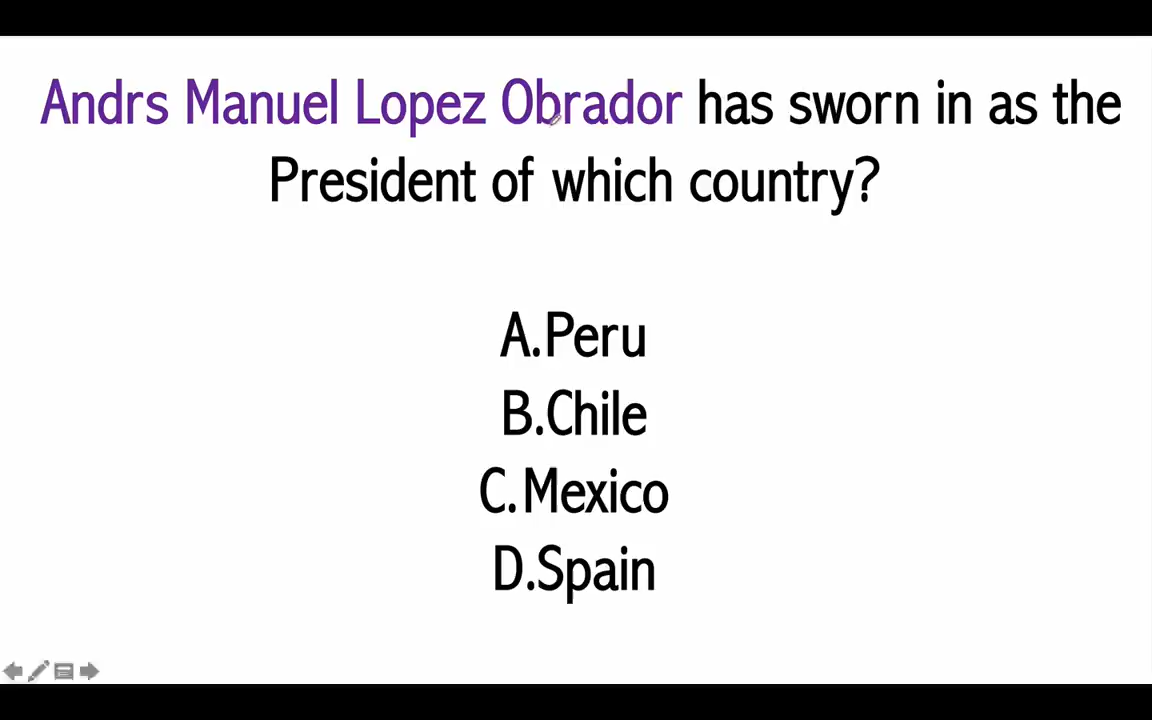 Andrs Manuel Lopez Obrador has sworn in as the
President of which country?
A.Peru
B.Chile
C.Mexico
D.Spain